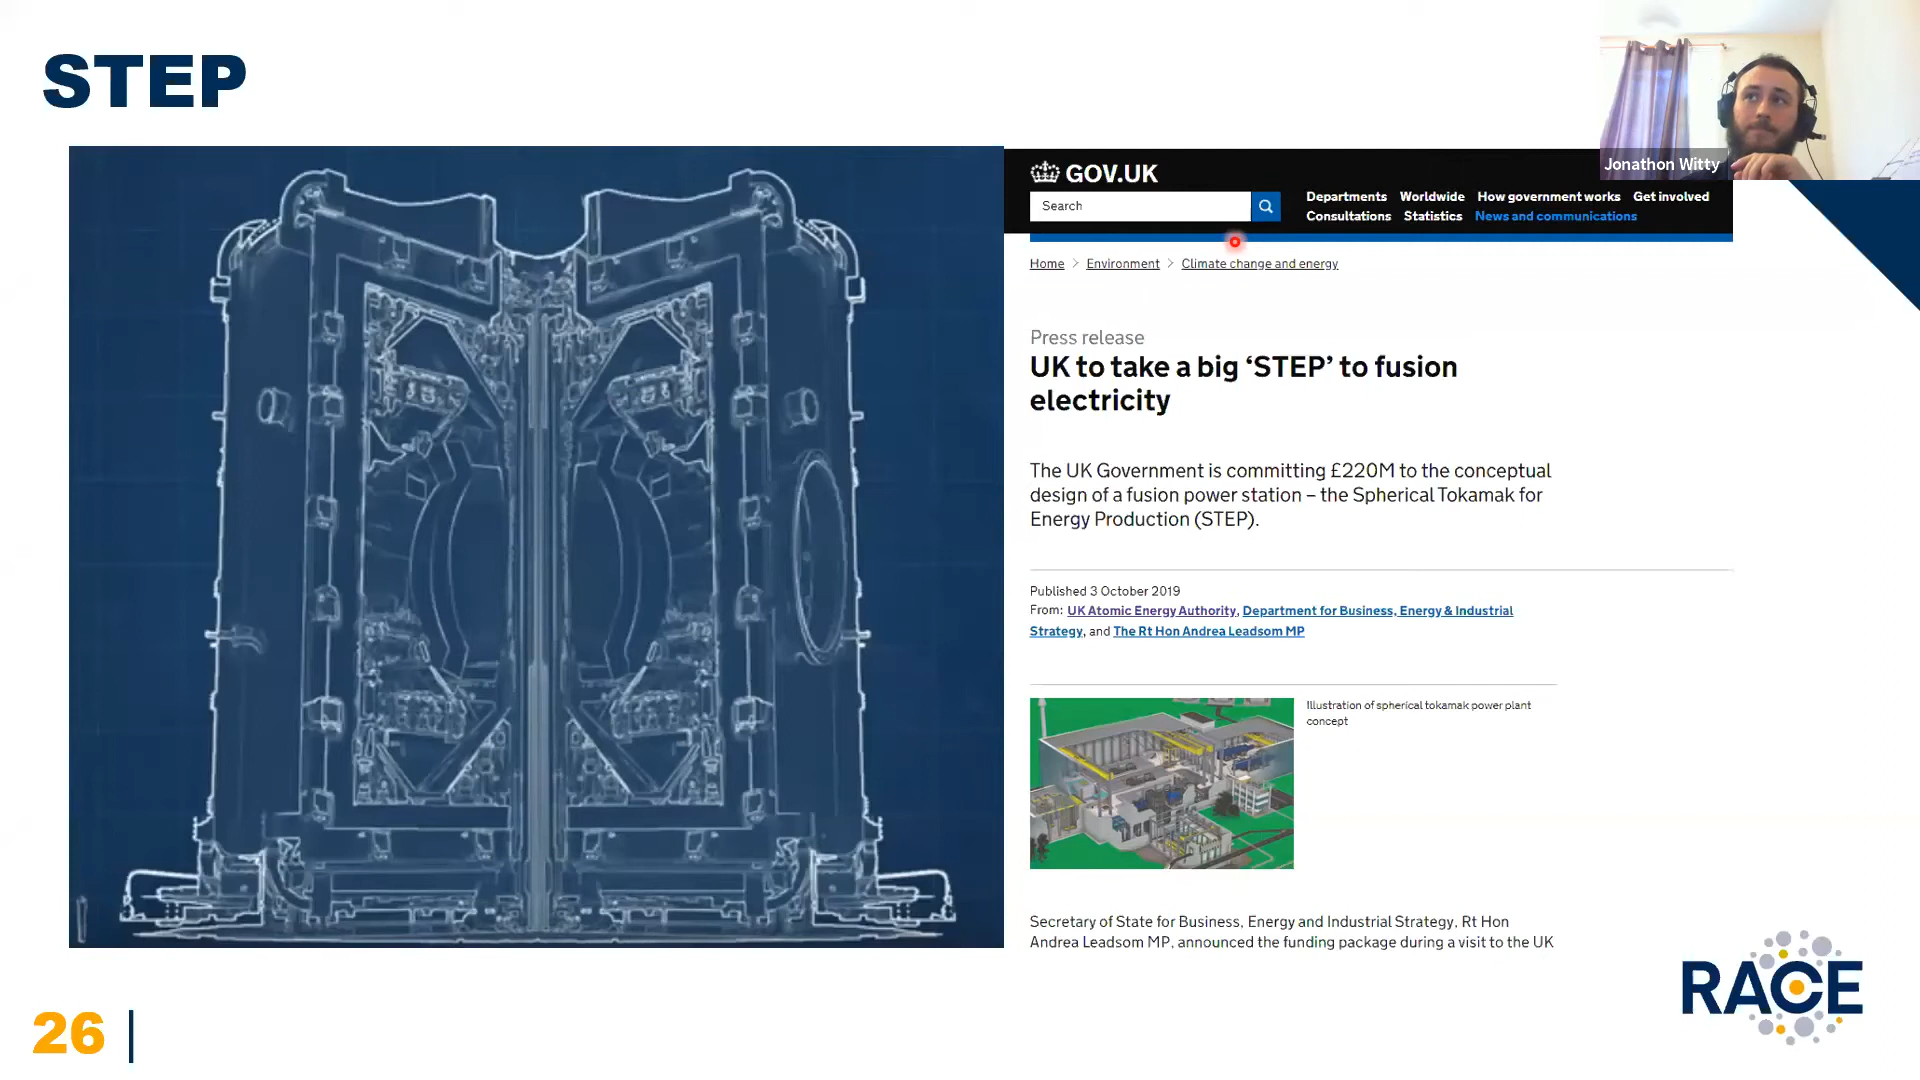 STEP
Jonathon Witty
GOV.UK
Search
Departments Worldwide How government works Get involved
Consultations Statistics News and communications
Home > Environment > Climate change and energy
Press release
UK to take a big ‘STEP’ to fusion
electricity
The UK Government is committing £220M to the conceptual
design of a fusion power station – the Spherical Tokamak for
Energy Production (STEP).
Published 3 October 2019
From: UK Atomic Energy Authority, Department for Business, Energy & Industrial
Strategy, and The Rt Hon Andrea Leadsom MP
Illustration of spherical tokamak power plant
concept
Secretary of State for Business, Energy and Industrial Strategy, Rt Hon
Andrea Leadsom MP, announced the funding package during a visit to the UK
RACE
26